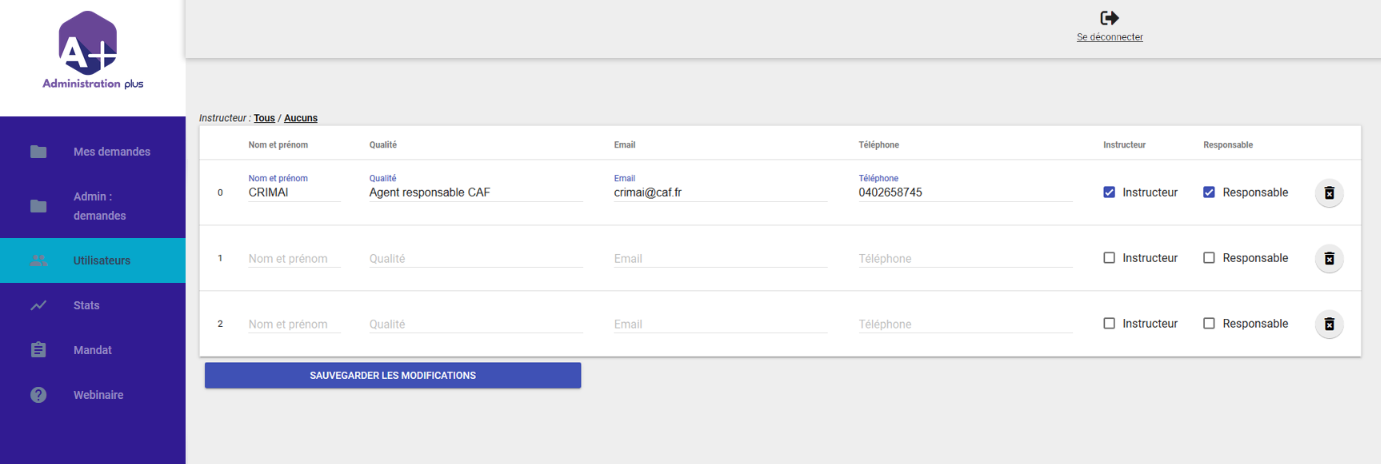 A+
Administration plus
Se déconnecter
Mes demandes
Admin :
demandes
Utilisateurs
Stats
Mandat
Webinaire
Instructeur : Tous / Aucuns
Nom et prénom Qualité Email Téléphone Instructeur Responsable
Nom et prénom Qualité Email Téléphone
0 CRIMAI Agent responsable CAF crimai@caf.fr 0402658745 Instructeur Responsable
1 Nom et prénom Qualité Email Téléphone Instructeur Responsable
2 Nom et prénom Qualité Email Téléphone Instructeur Responsable
SAUVEGARDER LES MODIFICATIONS